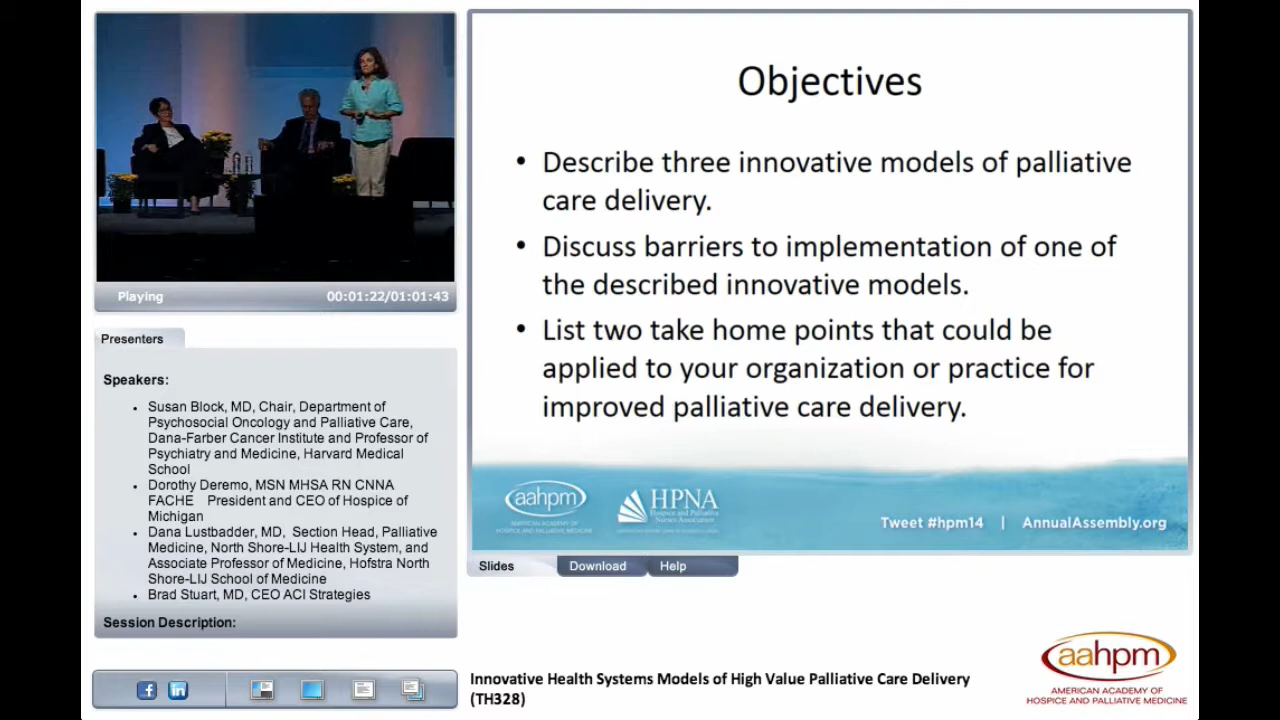 Objectives
• Describe three innovative models of palliative
care delivery.
• Discuss barriers to implementation of one of
the described innovative models.
• List two take home points that could be
applied to your organization or practice for
improved palliative care delivery.
aahpm
AMERICAN ACADEMY OF
HOSPICE AND PALLIATIVE MEDICINE
HPNA
Hospice and Palliative
Nurses Association
Tweet #hpm14 | AnnualAssembly.org
Playing 00:01:22/01:01:43
Presenters
Speakers:
• Susan Block, MD, Chair, Department of
Psychosocial Oncology and Palliative Care,
Dana-Farber Cancer Institute and Professor of
Psychiatry and Medicine, Harvard Medical
School
• Dorothy Deremo, MSN MHSA RN CNNA
FACHE President and CEO of Hospice of
Michigan
• Dana Lustbadder, MD, Section Head, Palliative
Medicine, North Shore-LIJ Health System, and
Associate Professor of Medicine, Hofstra North
Shore-LIJ School of Medicine
• Brad Stuart, MD, CEO ACI Strategies
Session Description:
Slides Download Help
Innovative Health Systems Models of High Value Palliative Care Delivery
(TH328)
aahpm
AMERICAN ACADEMY OF
HOSPICE AND PALLIATIVE MEDICINE